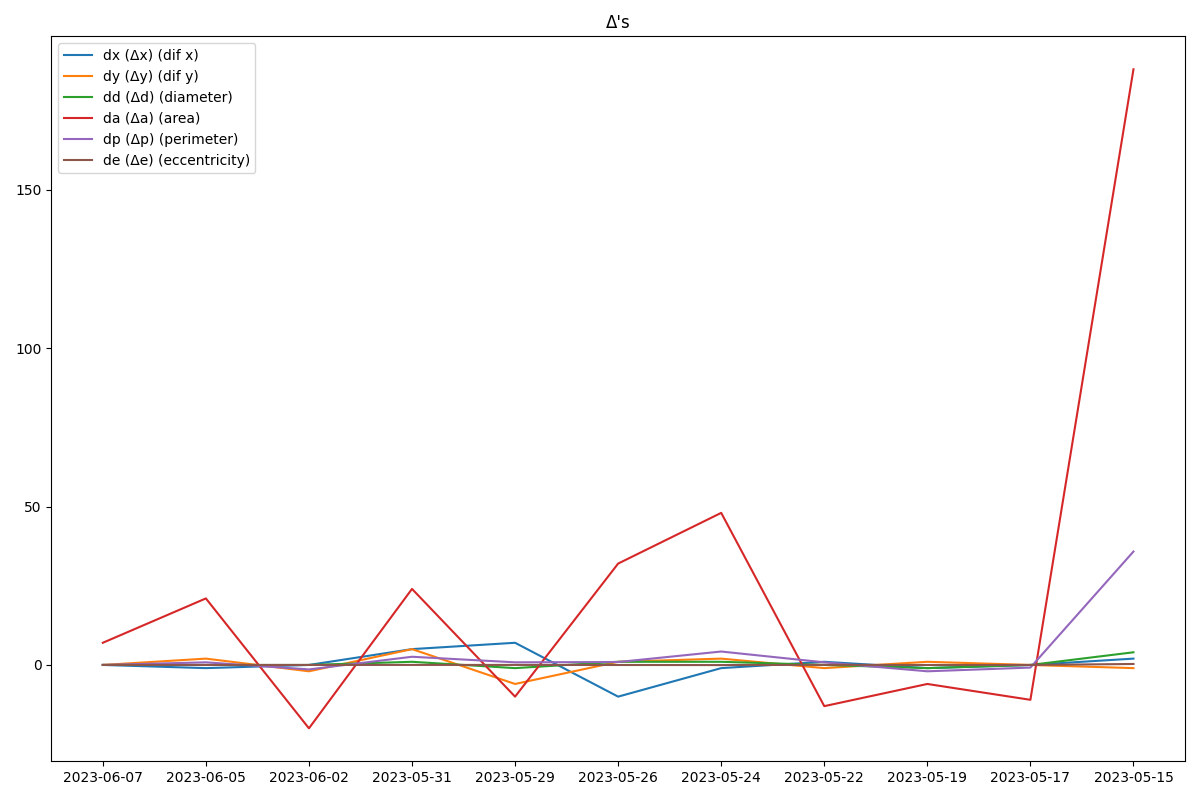 Δ's
dx (Δx) (dif x)
dy (Δy) (dif y)
dd (Δd) (diameter)
da (Δa) (area)
dp (Δp) (perimeter)
de (Δe) (eccentricity)
150
100
50
0
2023-06-07 2023-06-05 2023-06-02 2023-05-31 2023-05-29 2023-05-26 2023-05-24 2023-05-22 2023-05-19 2023-05-17 2023-05-15